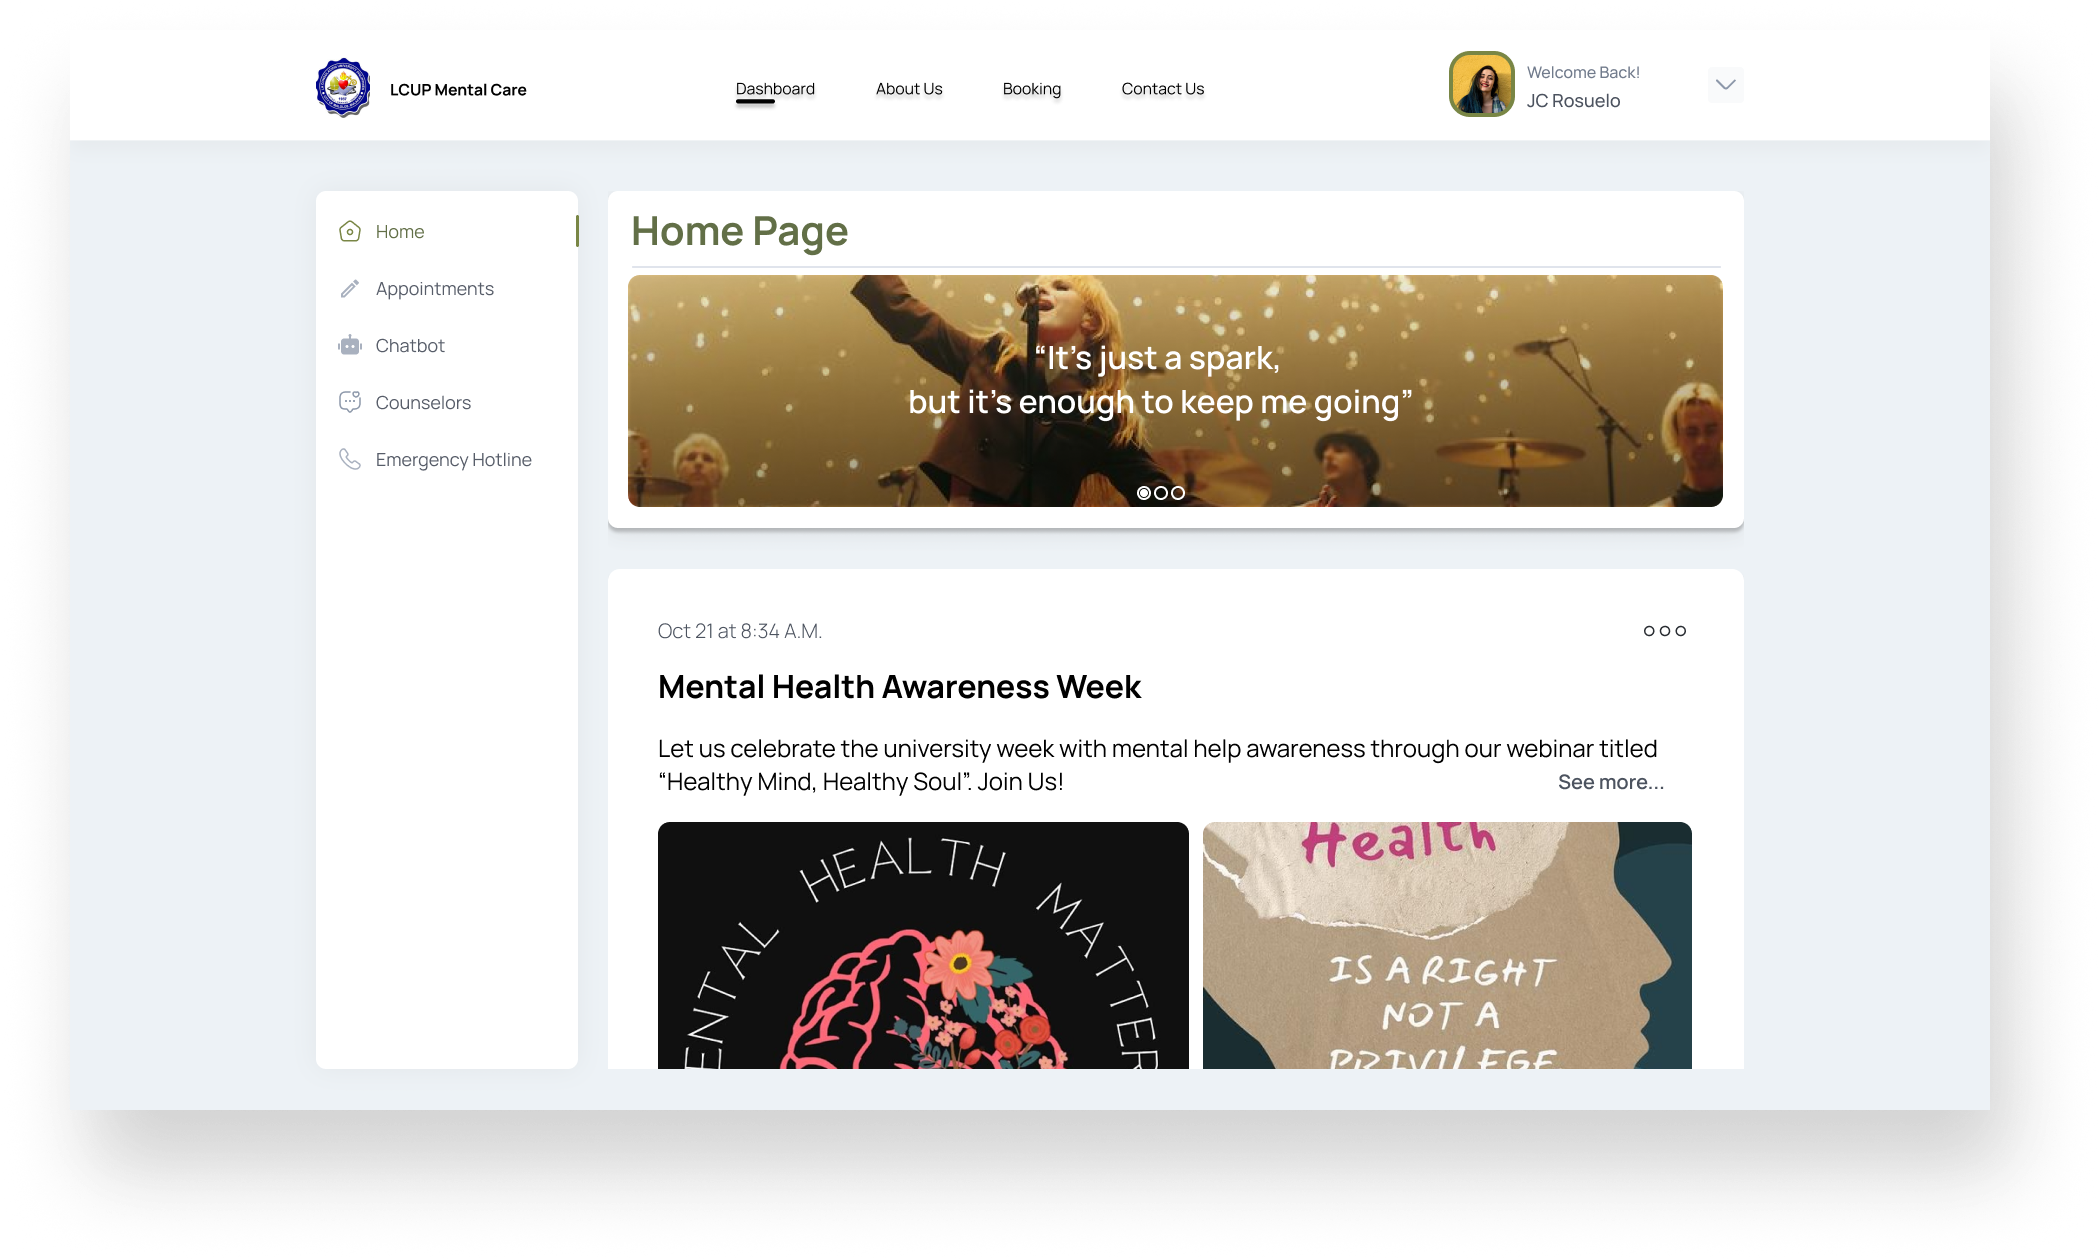 LCUP Mental Care
Dashboard
About Us
Booking
Contact Us
Welcome Back!
JC Rosuelo
Home
Appointments
Chatbot
Counselors
Emergency Hotline
Home Page
“It’s just a spark,
but it’s enough to keep me going”
Oct 21 at 8:34 A.M.
Mental Health Awareness Week
Let us celebrate the university week with mental help awareness through our webinar titled
“Healthy Mind, Healthy Soul”. Join Us!
See more...
ENTAL HEALTH MATTER
Health
IS A RIGHT
NOT A
PRIVILEGE